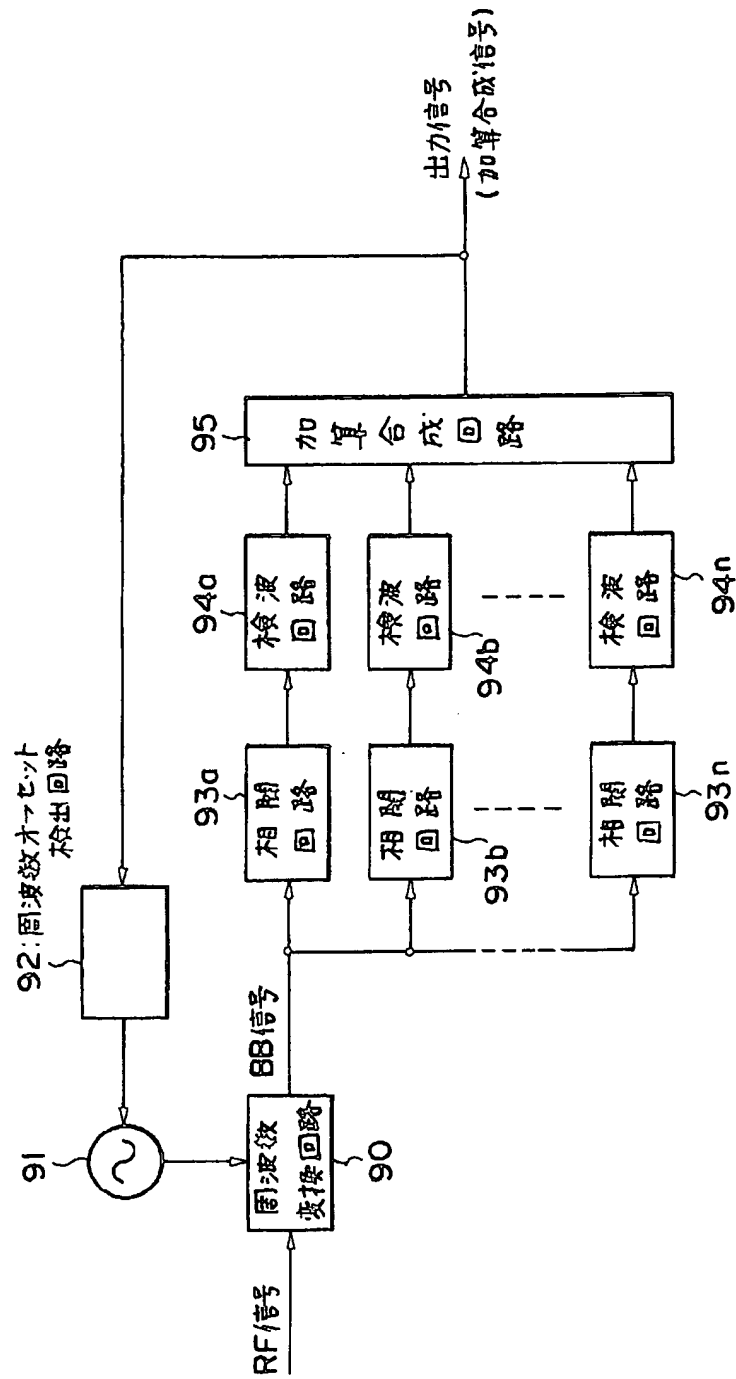 RF信号
周波数
変換回路
90
91
BB信号
92:周波数オフセット
検出回路
93a
相関
回路
相関
回路
93b
相関
回路
93n
94a
検波
回路
検波
回路
94b
検波
回路
94n
95
加算合成回路
出力信号
(加算合成信号)